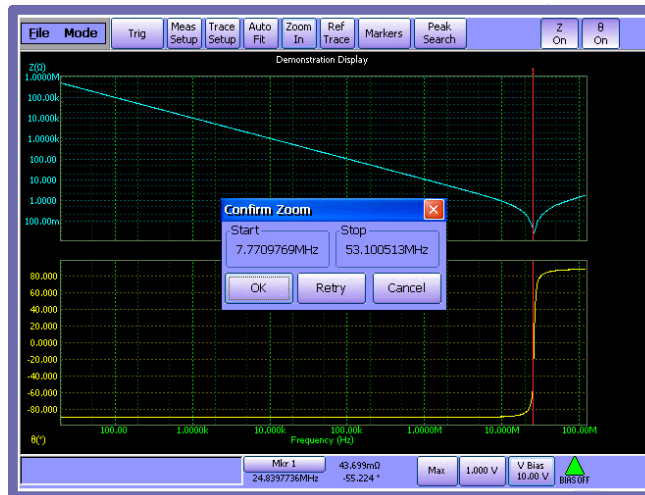 File Mode Trig Meas Setup Trace Setup Auto Fit Zoom In Ref Trace Markers Peak Search Z On θ On
Demonstration Display
Z(Ω)
1.0000M
100.00k
10.000k
1.0000k
100.00
10.000
1.0000
100.00m
Confirm Zoom
Start Stop
7.7709769MHz 53.100513MHz
OK Retry Cancel
80.000
60.000
40.000
20.000
0.0000
-20.000
-40.000
-60.000
-80.000
100.00 1.0000k 10.000k 100.00k 1.0000M 10.000M 100.00M
θ(°) Frequency (Hz)
Mkr 1 43.699mΩ
24.8397736MHz -55.224 °
Max 1.000 V V Bias 10.00 V BIAS OFF